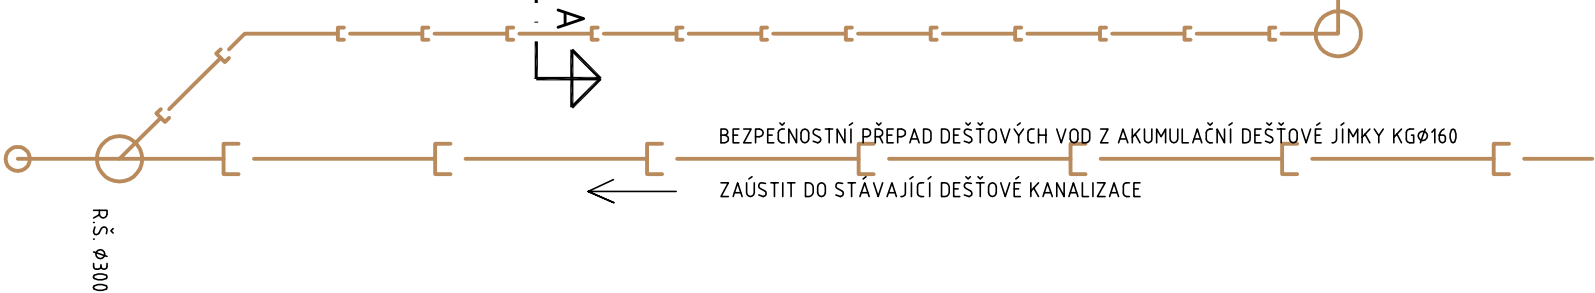 A
BEZPEČNOSTNÍ PŘEPAD DEŠŤOVÝCH VOD Z AKUMULAČNÍ DEŠŤOVÉ JÍMKY KGØ160
ZAÚSTIT DO STÁVAJÍCÍ DEŠŤOVÉ KANALIZACE
R.Š. Ø300